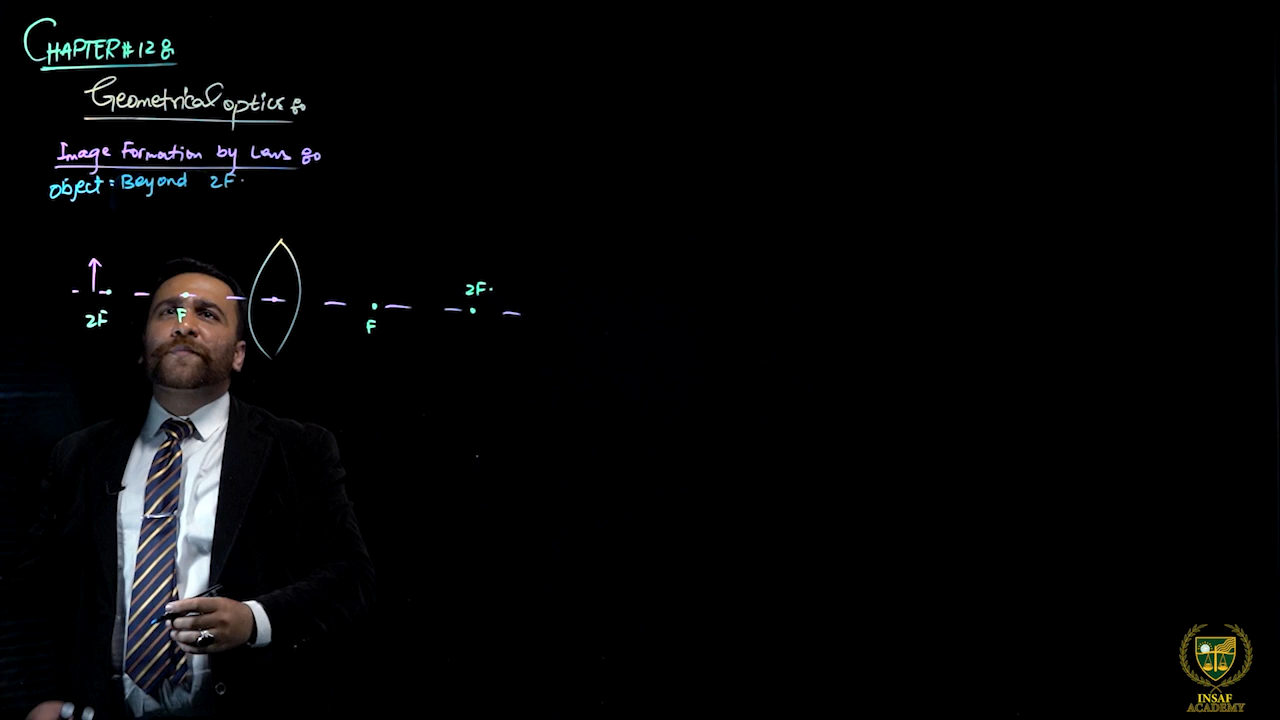 CHAPTER # 12 :
Geometrical optics :
Image Formation by Lens :
object : Beyond 2F.
2F.
2F
F
F
INSAF
ACADEMY